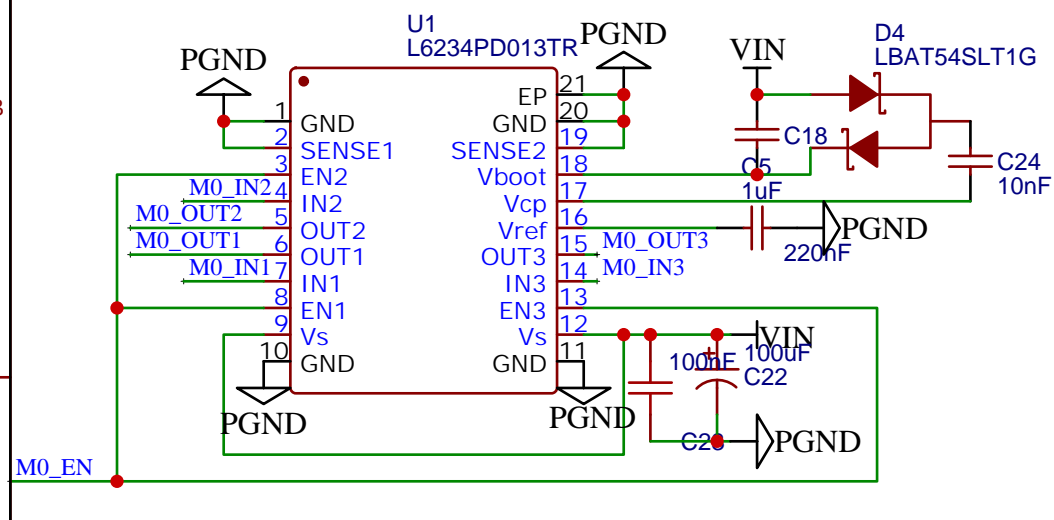 U1
L6234PD013TR
PGND
PGND
VIN
D4
LBAT54SLT1G
1 GND
2 SENSE1
3 EN2
M0_IN2 4 IN2
M0_OUT2 5 OUT2
M0_OUT1 6 OUT1
M0_IN1 7 IN1
8 EN1
9 Vs
10 GND
EP 21
GND 20
SENSE2 19
Vboot 18
Vcp 17
Vref 16
OUT3 15 M0_OUT3
IN3 14 M0_IN3
EN3 13
Vs 12
GND 11
C18
1uF
C24
10nF
C5
220nF
PGND
VIN
100nF
100uF
C22
PGND
PGND
PGND
M0_EN